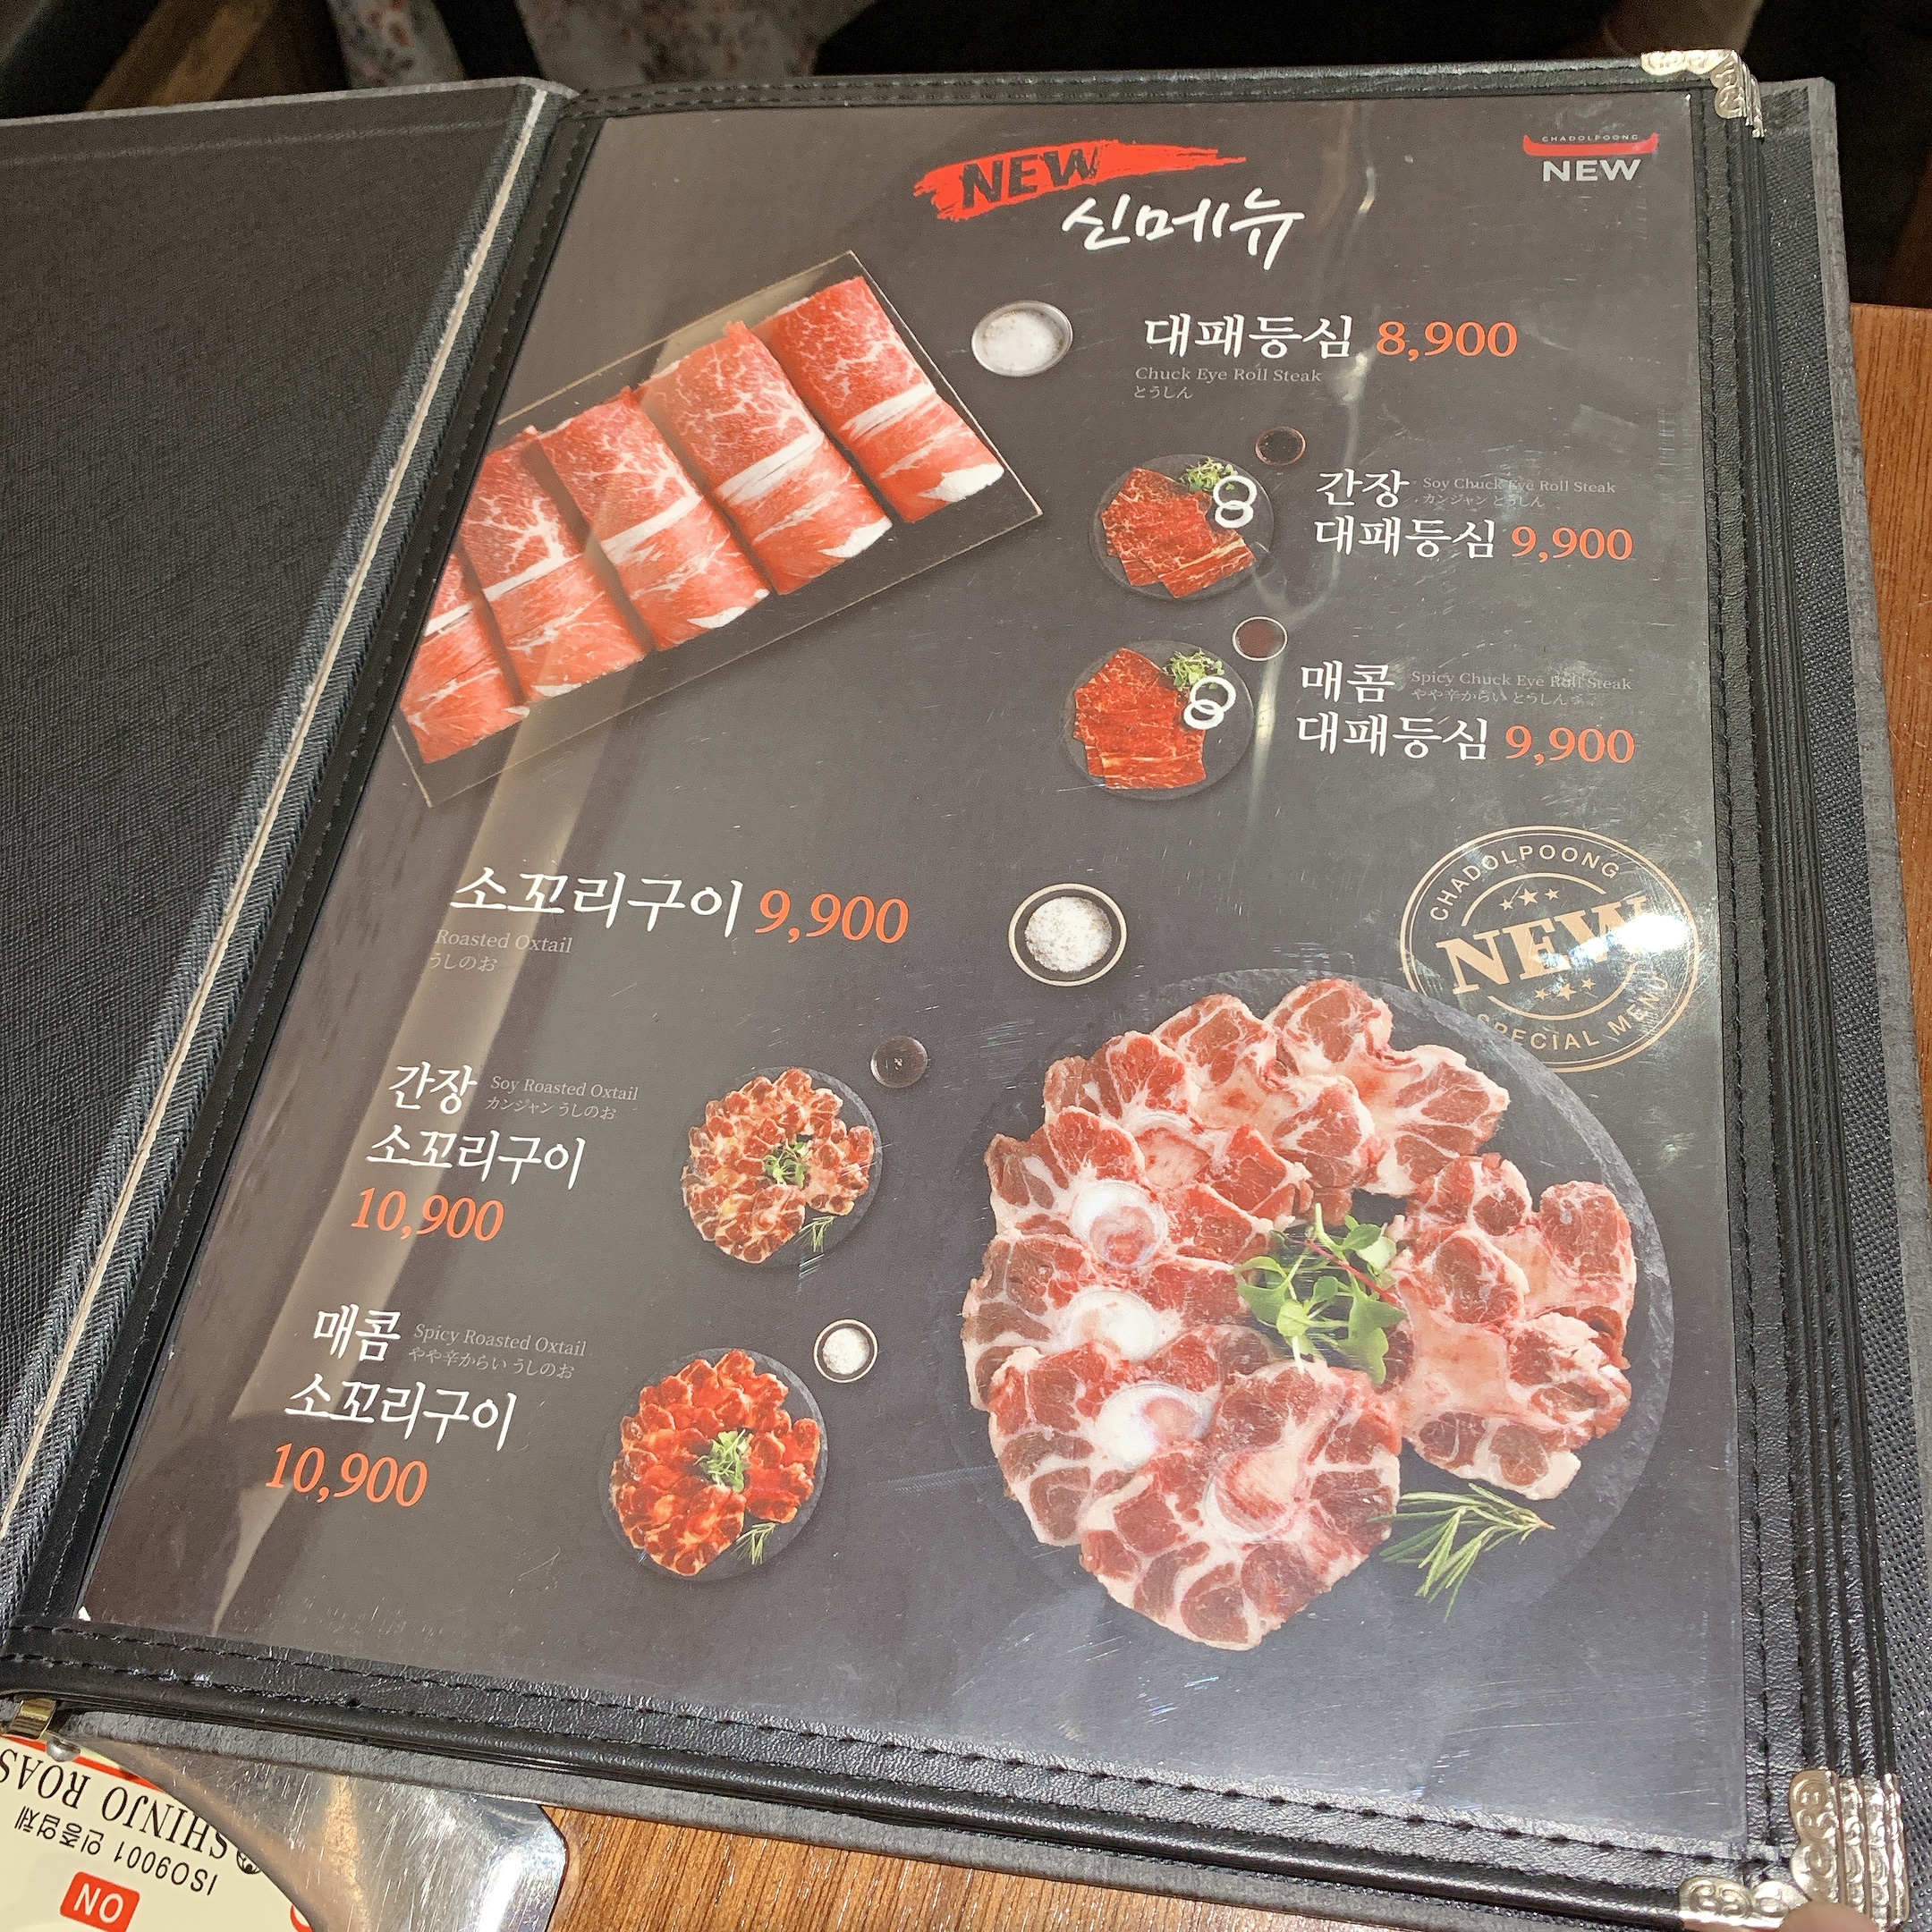 CHADOLPOONG
NEW
NEW
신메뉴
대패등심 8,900
Chuck Eye Roll Steak
とうしん
간장 Soy Chuck Eye Roll Steak
カンジャン とうしん
대패등심 9,900
매콤 Spicy Chuck Eye Roll Steak
やや辛からい とうしん
대패등심 9,900
CHADOLPOONG
NEW
SPECIAL MENU
소꼬리구이 9,900
Roasted Oxtail
うしのお
간장 Soy Roasted Oxtail
カンジャン うしのお
소꼬리구이
10,900
매콤 Spicy Roasted Oxtail
やや辛からい うしのお
소꼬리구이
10,900
SHINJO ROAS
ISO9001 인증업체
ON